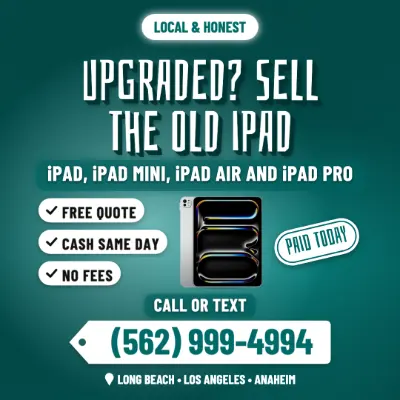 LOCAL & HONEST
UPGRADED? SELL
THE OLD IPAD
iPAD, iPAD MINI, iPAD AIR AND iPAD PRO
FREE QUOTE
CASH SAME DAY
NO FEES
PAID TODAY
CALL OR TEXT
(562) 999-4994
LONG BEACH • LOS ANGELES • ANAHEIM